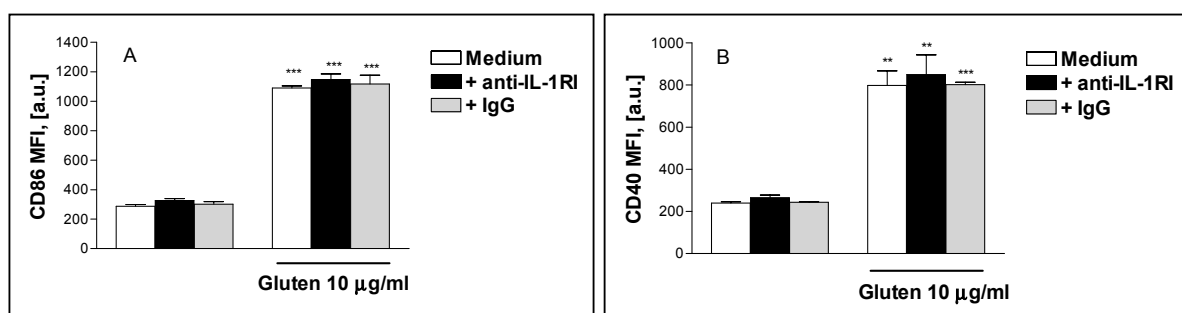 A
CD86 MFI, [a.u.]
1400
1200
1000
800
600
400
200
0
*** *** ***
Gluten 10 µg/ml
Medium
+ anti-IL-1RI
+ IgG
B
CD40 MFI, [a.u.]
1000
800
600
400
200
0
** ** ***
Gluten 10 µg/ml
Medium
+ anti-IL-1RI
+ IgG